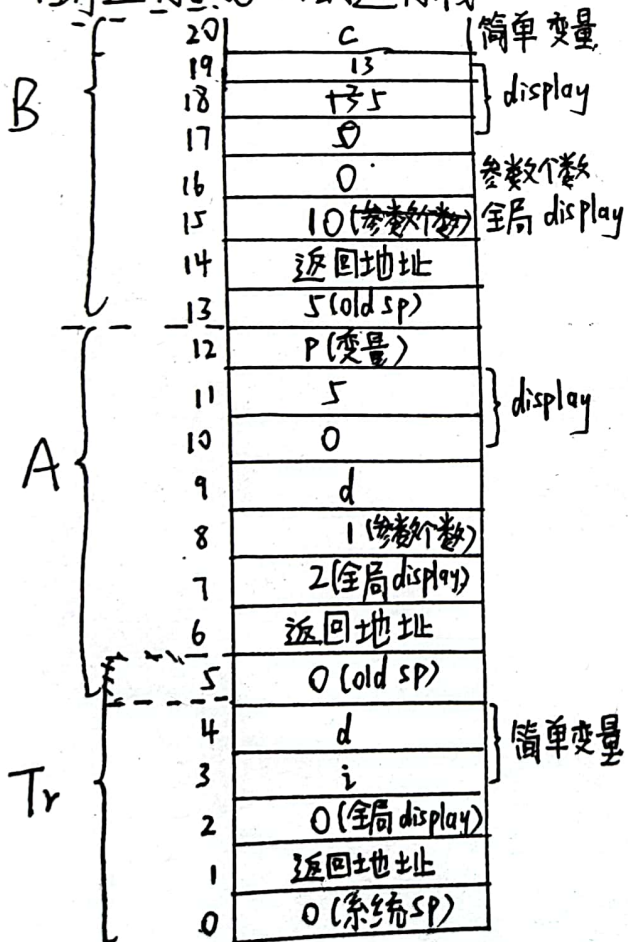 B
20 C 简单变量
19 13
18 5 display
17 0
16 0 参数个数
15 10(参数个数) 全局display
14 返回地址
13 5(old sp)
12 P(变量)
11 5 display
10 0
A
9 d
8 1(参数个数)
7 2(全局display)
6 返回地址
5 0(old sp)
4 d 简单变量
3 i
Tr
2 0(全局display)
1 返回地址
0 0(系统sp)